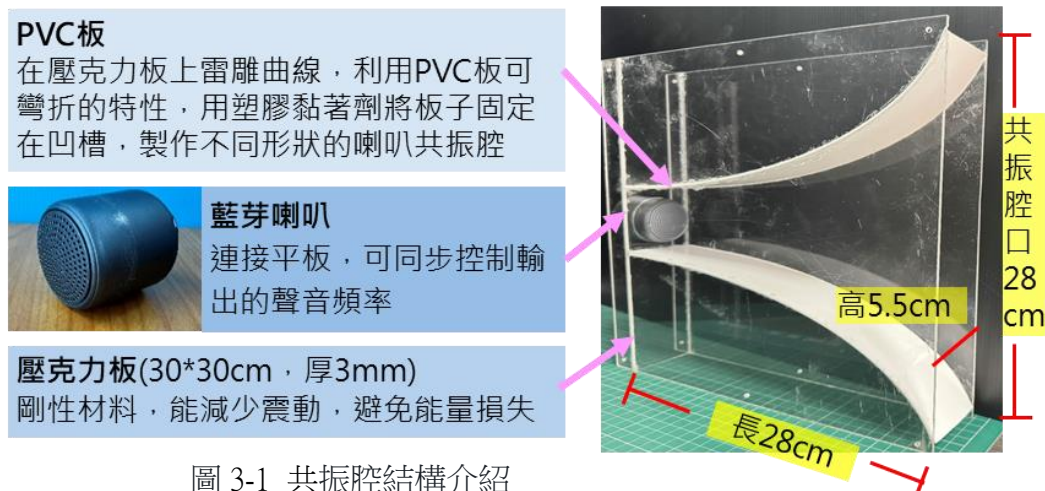 PVC板
在壓克力板上雷雕曲線，利用PVC板可
彎折的特性，用塑膠黏著劑將板子固定
在凹槽，製作不同形狀的喇叭共振腔
藍芽喇叭
連接平板，可同步控制輸
出的聲音頻率
壓克力板(30*30cm，厚3mm)
剛性材料，能減少震動，避免能量損失
共
振
腔
口
28
cm
高5.5cm
長28cm
圖 3-1 共振腔結構介紹